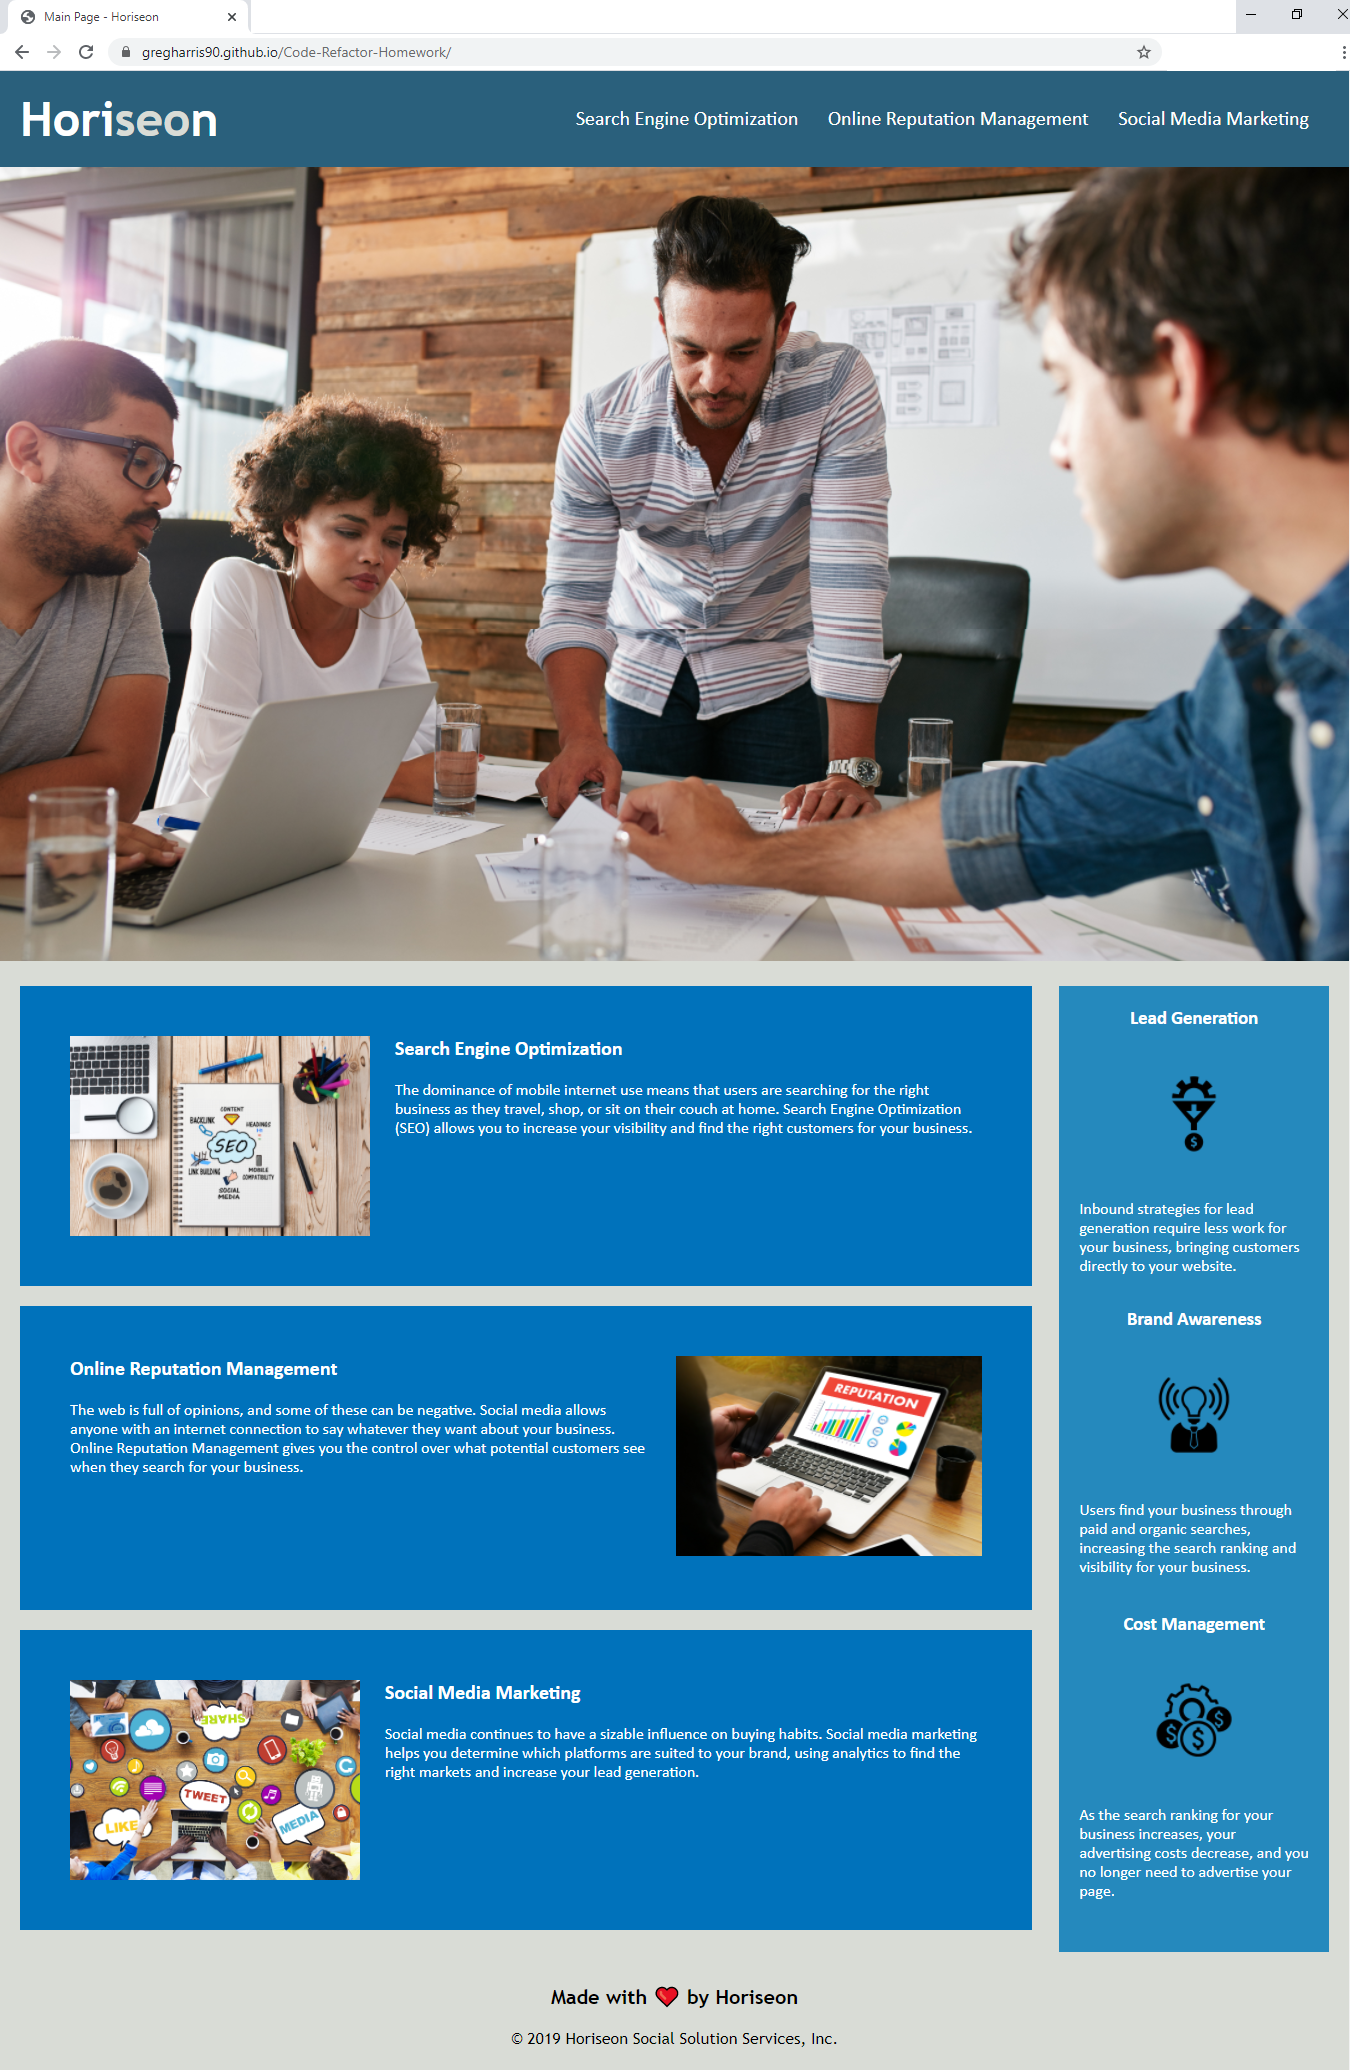 Main Page - Horiseon
gregharris90.github.io/Code-Refactor-Homework/
Horiseon
Search Engine Optimization Online Reputation Management Social Media Marketing
CONTENT
BACKLINK
HEADINGS
SEO
LINK BUILDING
MOBILE
COMPATIBILITY
SOCIAL
MEDIA
Search Engine Optimization
The dominance of mobile internet use means that users are searching for the right
business as they travel, shop, or sit on their couch at home. Search Engine Optimization
(SEO) allows you to increase your visibility and find the right customers for your business.
Online Reputation Management
The web is full of opinions, and some of these can be negative. Social media allows
anyone with an internet connection to say whatever they want about your business.
Online Reputation Management gives you the control over what potential customers see
when they search for your business.
REPUTATION
SHARE
TWEET
LIKE
MEDIA
Social Media Marketing
Social media continues to have a sizable influence on buying habits. Social media marketing
helps you determine which platforms are suited to your brand, using analytics to find the
right markets and increase your lead generation.
Lead Generation
$
Inbound strategies for lead
generation require less work for
your business, bringing customers
directly to your website.
Brand Awareness
Users find your business through
paid and organic searches,
increasing the search ranking and
visibility for your business.
Cost Management
$ $ $
As the search ranking for your
business increases, your
advertising costs decrease, and you
no longer need to advertise your
page.
Made with ❤ by Horiseon
© 2019 Horiseon Social Solution Services, Inc.